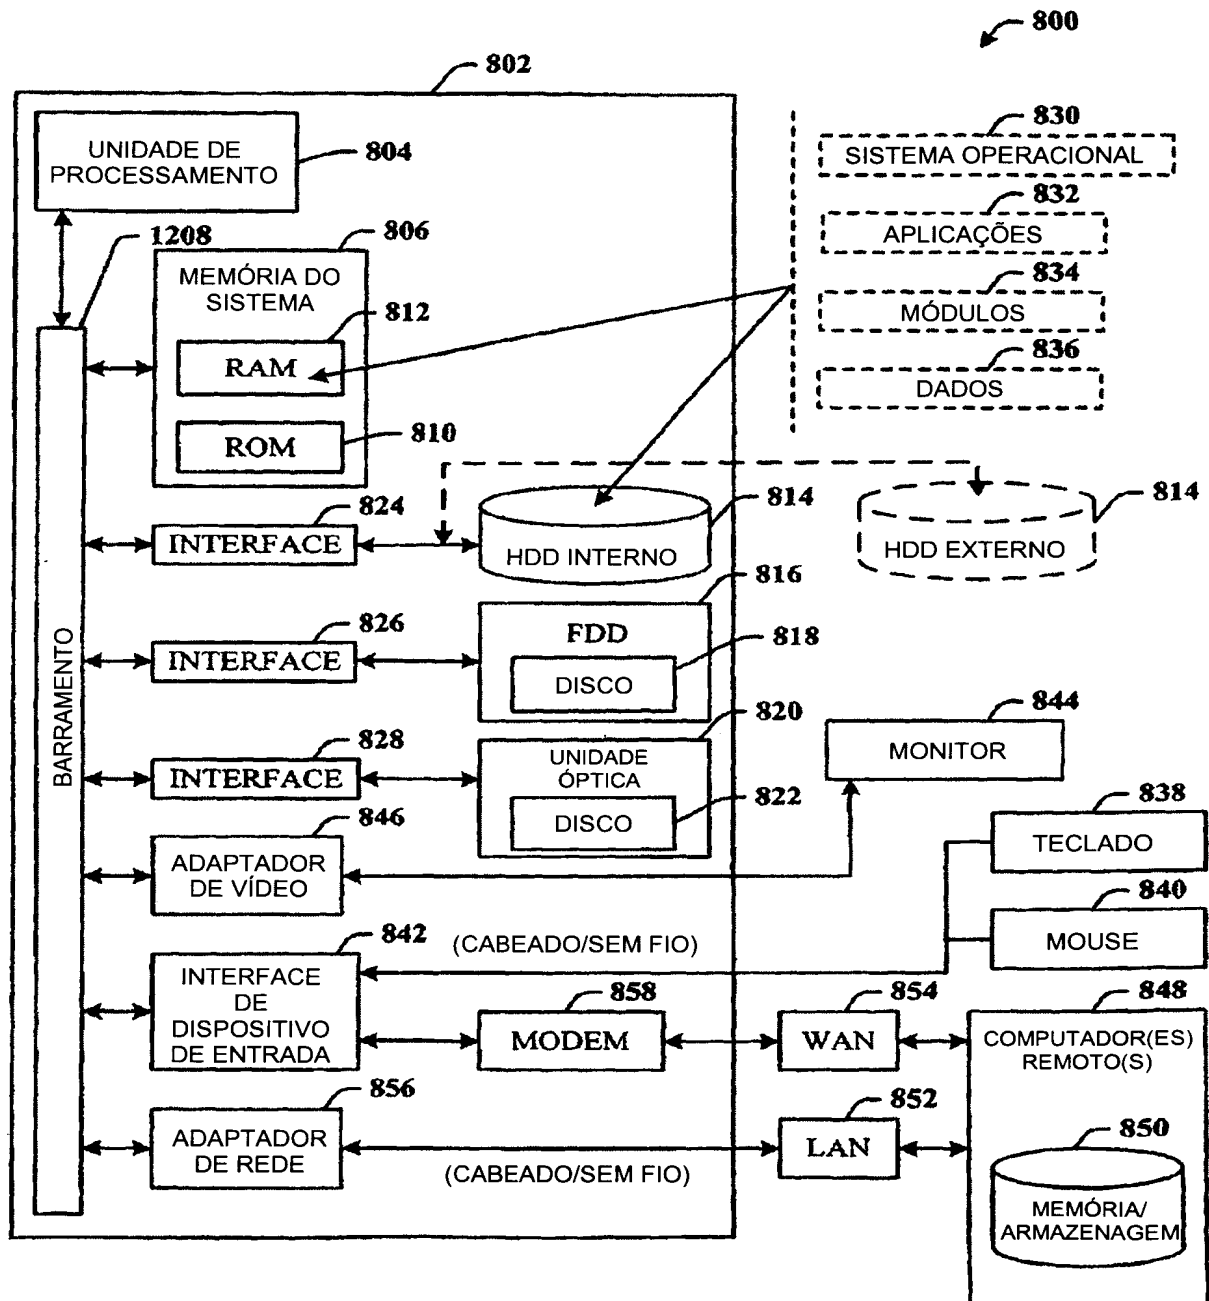 800
802
UNIDADE DE
PROCESSAMENTO
804
830
SISTEMA OPERACIONAL
832
APLICAÇÕES
834
MÓDULOS
836
DADOS
1208
806
MEMÓRIA DO
SISTEMA
812
RAM
810
ROM
824
INTERFACE
814
HDD INTERNO
814
HDD EXTERNO
816
FDD
818
DISCO
826
INTERFACE
BARRAMENTO
820
UNIDADE
ÓPTICA
822
DISCO
828
INTERFACE
844
MONITOR
846
ADAPTADOR
DE VÍDEO
838
TECLADO
840
MOUSE
842
(CABEADO/SEM FIO)
INTERFACE
DE
DISPOSITIVO
DE ENTRADA
858
MODEM
854
WAN
848
COMPUTADOR(ES)
REMOTO(S)
856
ADAPTADOR
DE REDE
(CABEADO/SEM FIO)
852
LAN
850
MEMÓRIA/
ARMAZENAGEM